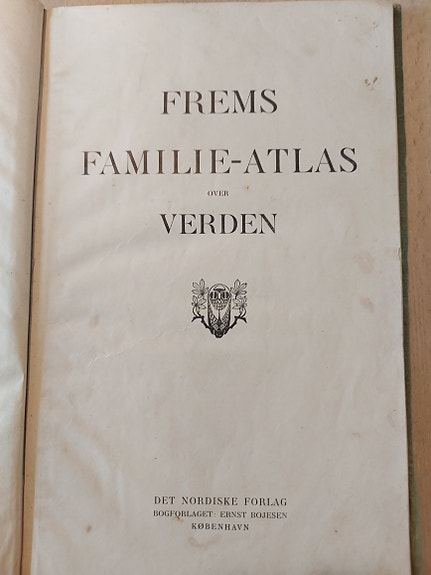 FREMS
FAMILIE-ATLAS
OVER
VERDEN
DET NORDISKE FORLAG
BOGFORLAGET ERNST BOJESEN
KØBENHAVN